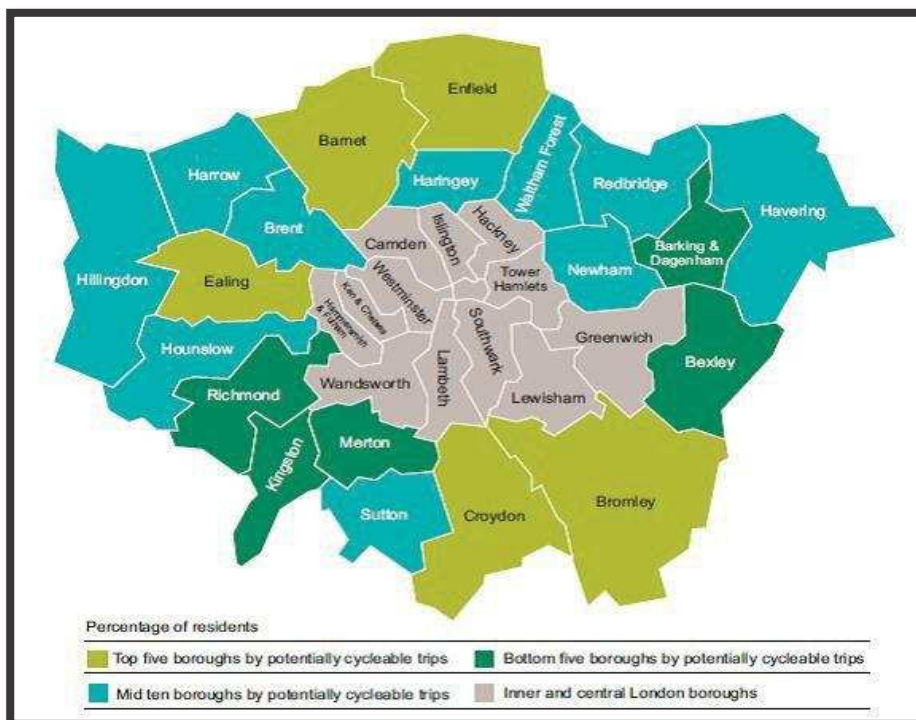 Enfield
Barnet
Waltham Forest
Harrow
Haringey
Redbridge
Havering
Brent
Hackney
Islington
Camden
Barking &
Dagenham
Hillingdon
Ealing
Newham
Tower
Hamlets
Westminster
Ken & Chelsea
Hammersmith
& Fulham
Southwark
Greenwich
Hounslow
Bexley
Lambeth
Richmond
Wandsworth
Lewisham
Merton
Kingston
Sutton
Croydon
Bromley
Percentage of residents
Top five boroughs by potentially cycleable trips
Bottom five boroughs by potentially cycleable trips
Mid ten boroughs by potentially cycleable trips
Inner and central London boroughs